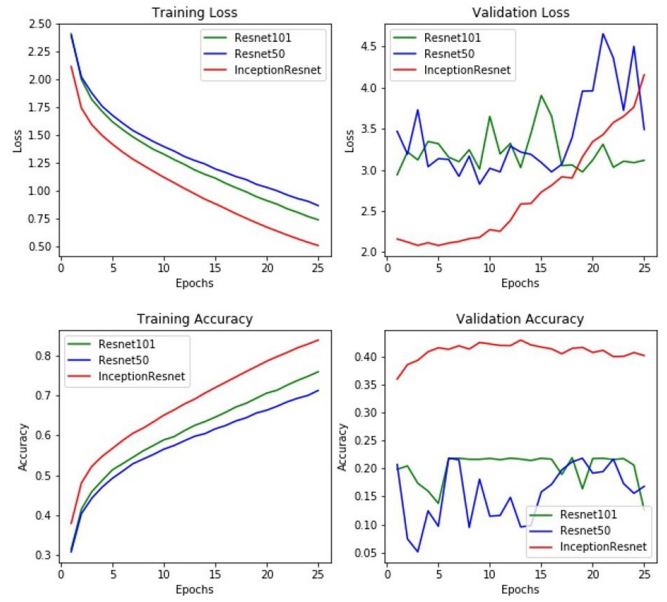 Training Loss
Validation Loss
Loss
2.50
2.25
2.00
1.75
1.50
1.25
1.00
0.75
0.50
Resnet101
Resnet50
InceptionResnet
0
5
10
15
20
25
Epochs
Loss
4.5
4.0
3.5
3.0
2.5
2.0
Resnet101
Resnet50
InceptionResnet
0
5
10
15
20
25
Epochs
Training Accuracy
Validation Accuracy
Accuracy
0.8
0.7
0.6
0.5
0.4
0.3
Resnet101
Resnet50
InceptionResnet
0
5
10
15
20
25
Epochs
Accuracy
0.40
0.35
0.30
0.25
0.20
0.15
0.10
0.05
Resnet101
Resnet50
InceptionResnet
0
5
10
15
20
25
Epochs